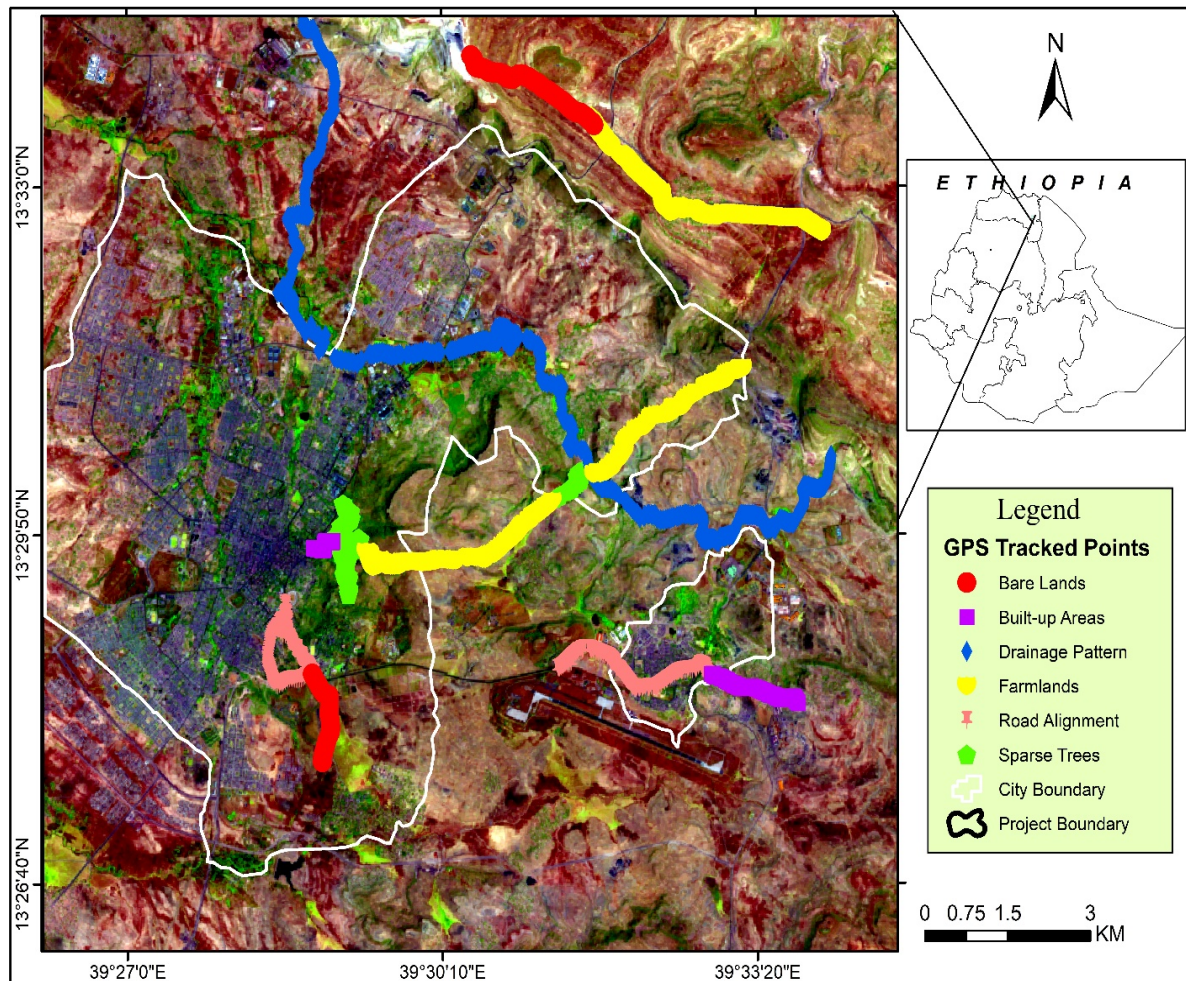 N
E T H I O P I A
13°33'0"N
13°29'50"N
13°26'40"N
39°27'0"E
39°30'10"E
39°33'20"E
Legend
GPS Tracked Points
Bare Lands
Built-up Areas
Drainage Pattern
Farmlands
Road Alignment
Sparse Trees
City Boundary
Project Boundary
0 0.75 1.5 3
KM